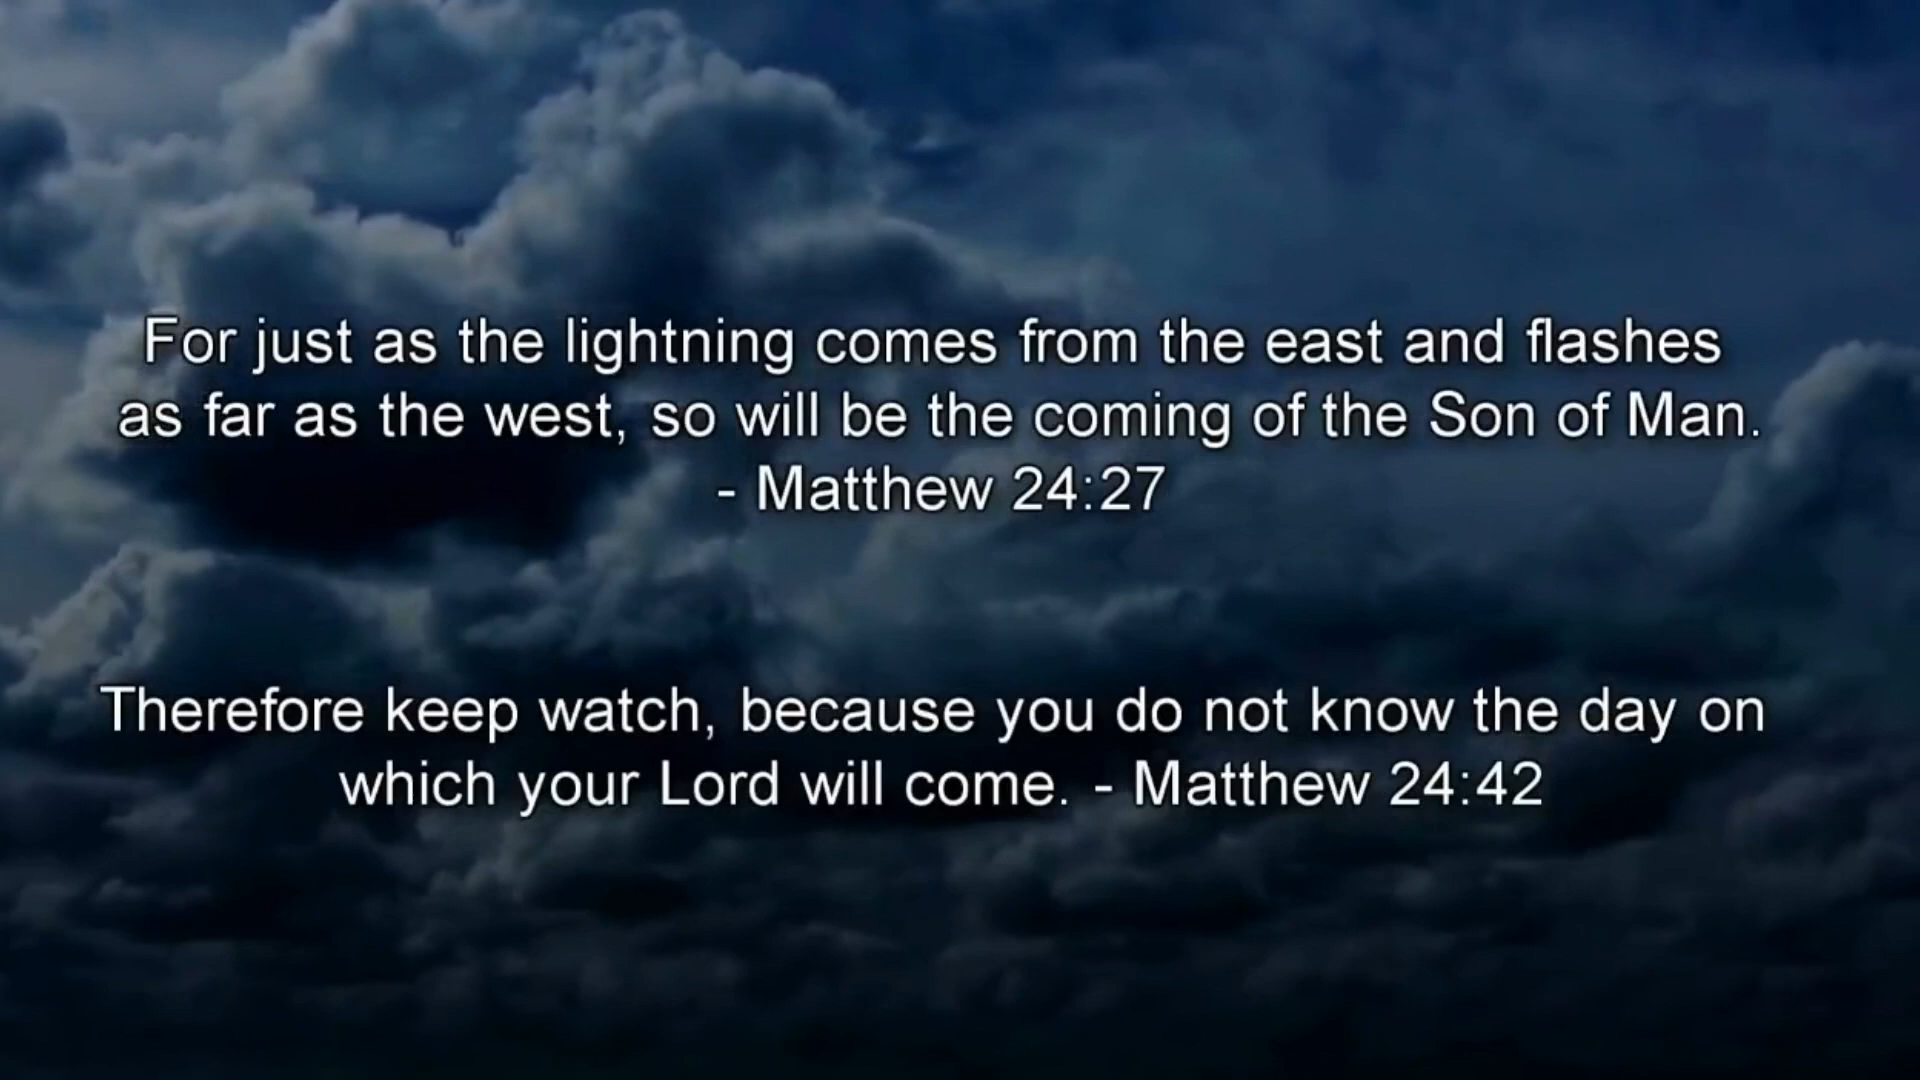 For just as the lightning comes from the east and flashes
as far as the west, so will be the coming of the Son of Man.
- Matthew 24:27
Therefore keep watch, because you do not know the day on
which your Lord will come. - Matthew 24:42